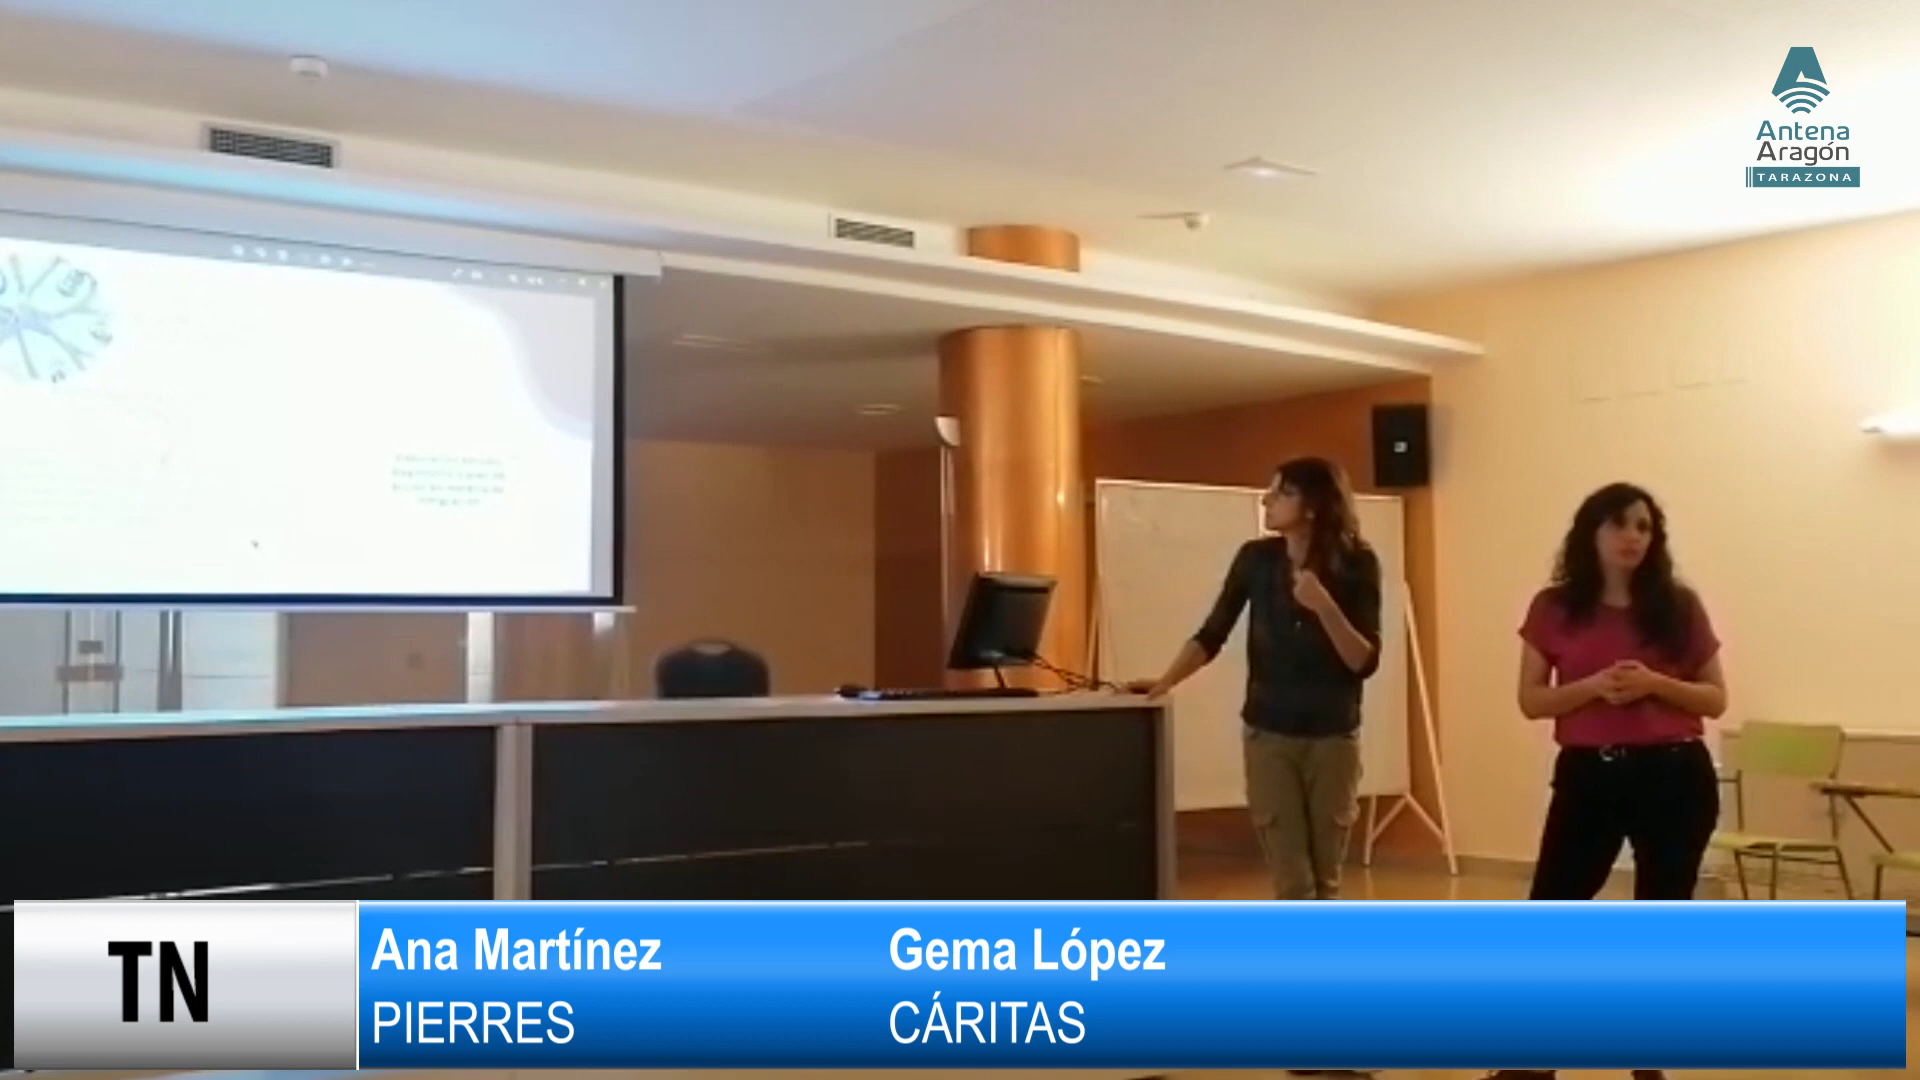 Antena
Aragón
TARAZONA
TN
Ana Martínez
PIERRES
Gema López
CÁRITAS